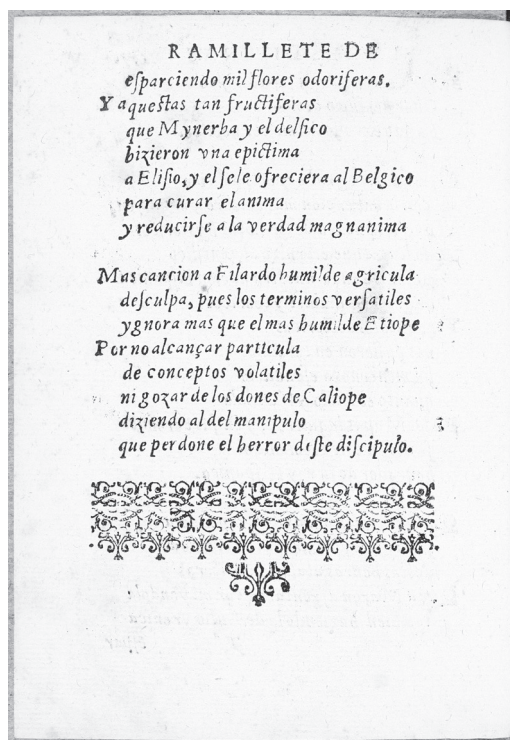 RAMILLETE DE
eſparciendo mil flores odoriferas.
Y aqueſtas tan fructiferas
que Mynerba y el delfico
hizieron vna epictima
a Eliſio, y el ſele ofreciera al Belgico
para curar el anima
y reducirſe a la verdad magnanima
Mas cancion a Filardo humilde agricula
deſculpa, pues los terminos verſatiles
ygnora mas que el mas humilde Etiope
Por no alcançar particula
de conceptos volatiles
ni gozar de los dones de Caliope
diziendo al del manipulo
que perdone el herror diſte diſcipulo.